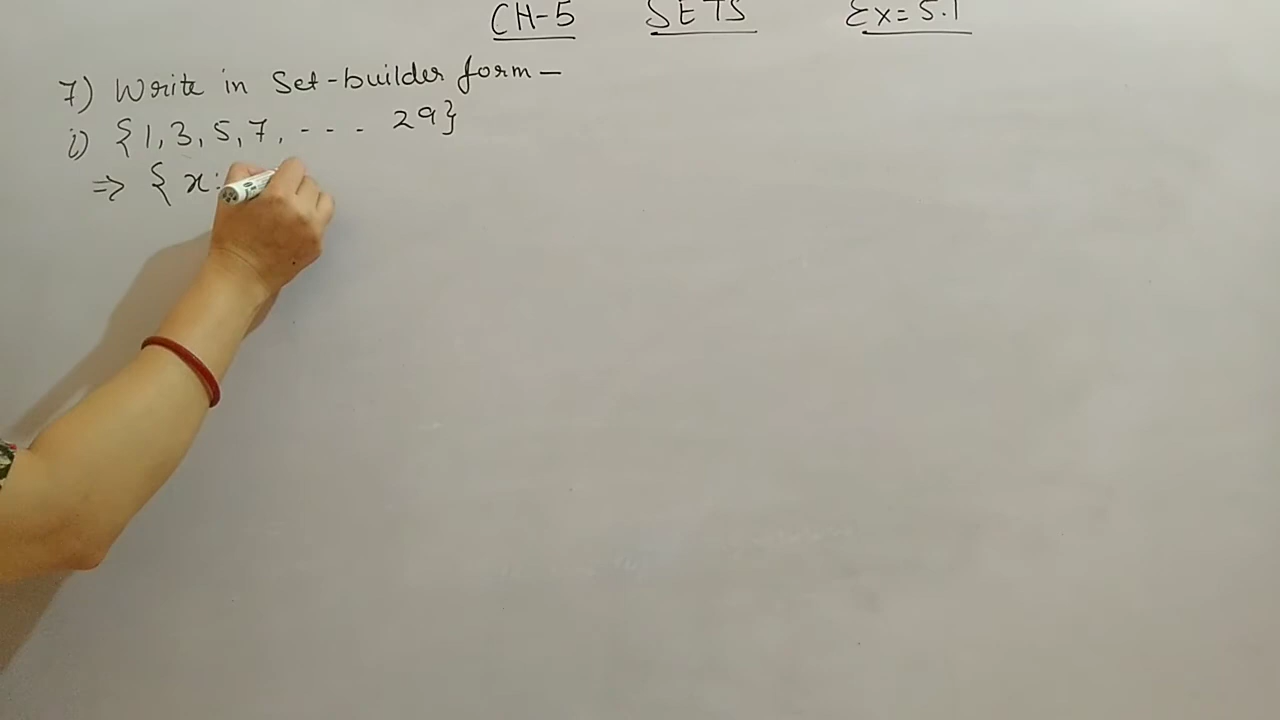 CH-5 SETS Ex= 5.1
7) Write in Set-builder form-
i) {1, 3, 5, 7, - - - 29}
⇒ { x: